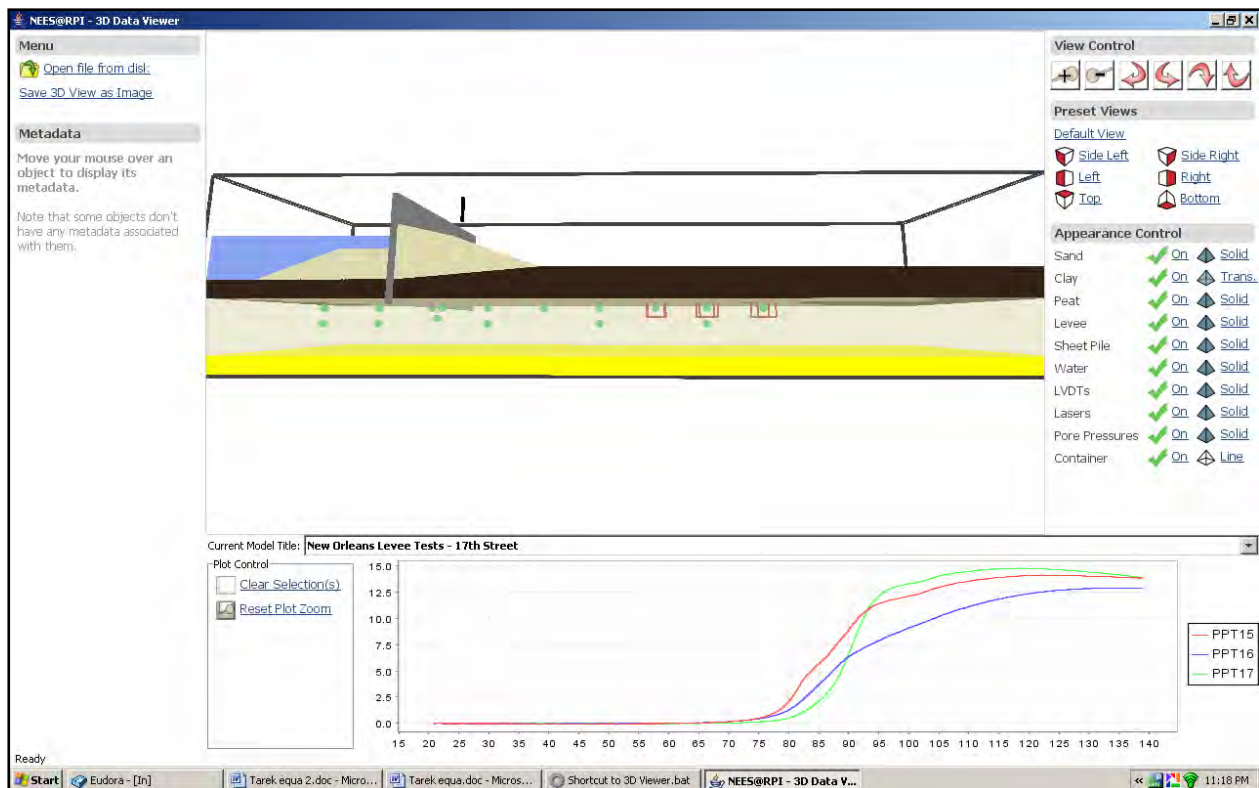 NEES@RPI - 3D Data Viewer
Menu
Open file from disk:
Save 3D View as Image
Metadata
Move your mouse over an
object to display its
metadata.
Note that some objects don't
have any metadata associated
with them.
View Control
Preset Views
Default View
Side Left Side Right
Left Right
Top Bottom
Appearance Control
Sand On Solid
Clay On Trans.
Peat On Solid
Levee On Solid
Sheet Pile On Solid
Water On Solid
LVDTs On Solid
Lasers On Solid
Pore Pressures On Solid
Container On Line
Current Model Title: New Orleans Levee Tests - 17th Street
Plot Control
Clear Selection(s)
Reset Plot Zoom
15.0
12.5
10.0
7.5
5.0
2.5
0.0
15 20 25 30 35 40 45 50 55 60 65 70 75 80 85 90 95 100 105 110 115 120 125 130 135 140
PPT15
PPT16
PPT17
Ready
Start Eudora - [In] Tarek equa 2.doc - Micro... Tarek equa.doc - Micros... Shortcut to 3D Viewer.bat NEES@RPI - 3D Data V... « 11:18 PM